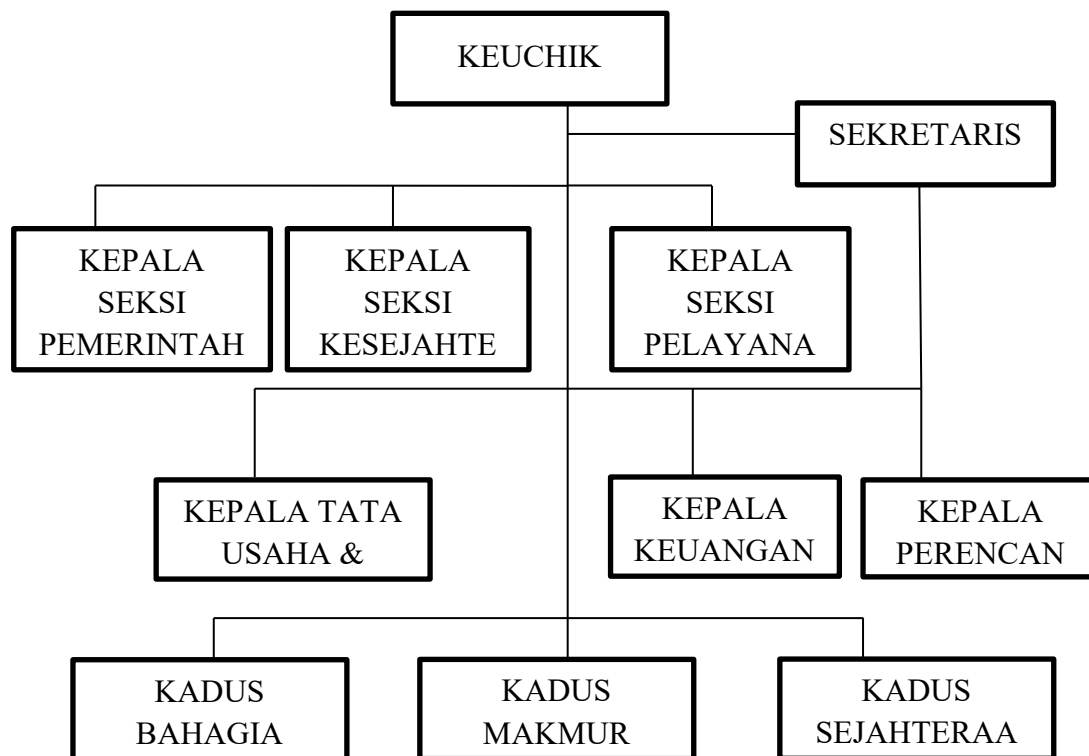 KEUCHIK
SEKRETARIS
KEPALA
SEKSI
PEMERINTAH
KEPALA
SEKSI
KESEJAHTE
KEPALA
SEKSI
PELAYANA
KEPALA TATA
USAHA &
KEPALA
KEUANGAN
KEPALA
PERENCAN
KADUS
BAHAGIA
KADUS
MAKMUR
KADUS
SEJAHTERAA